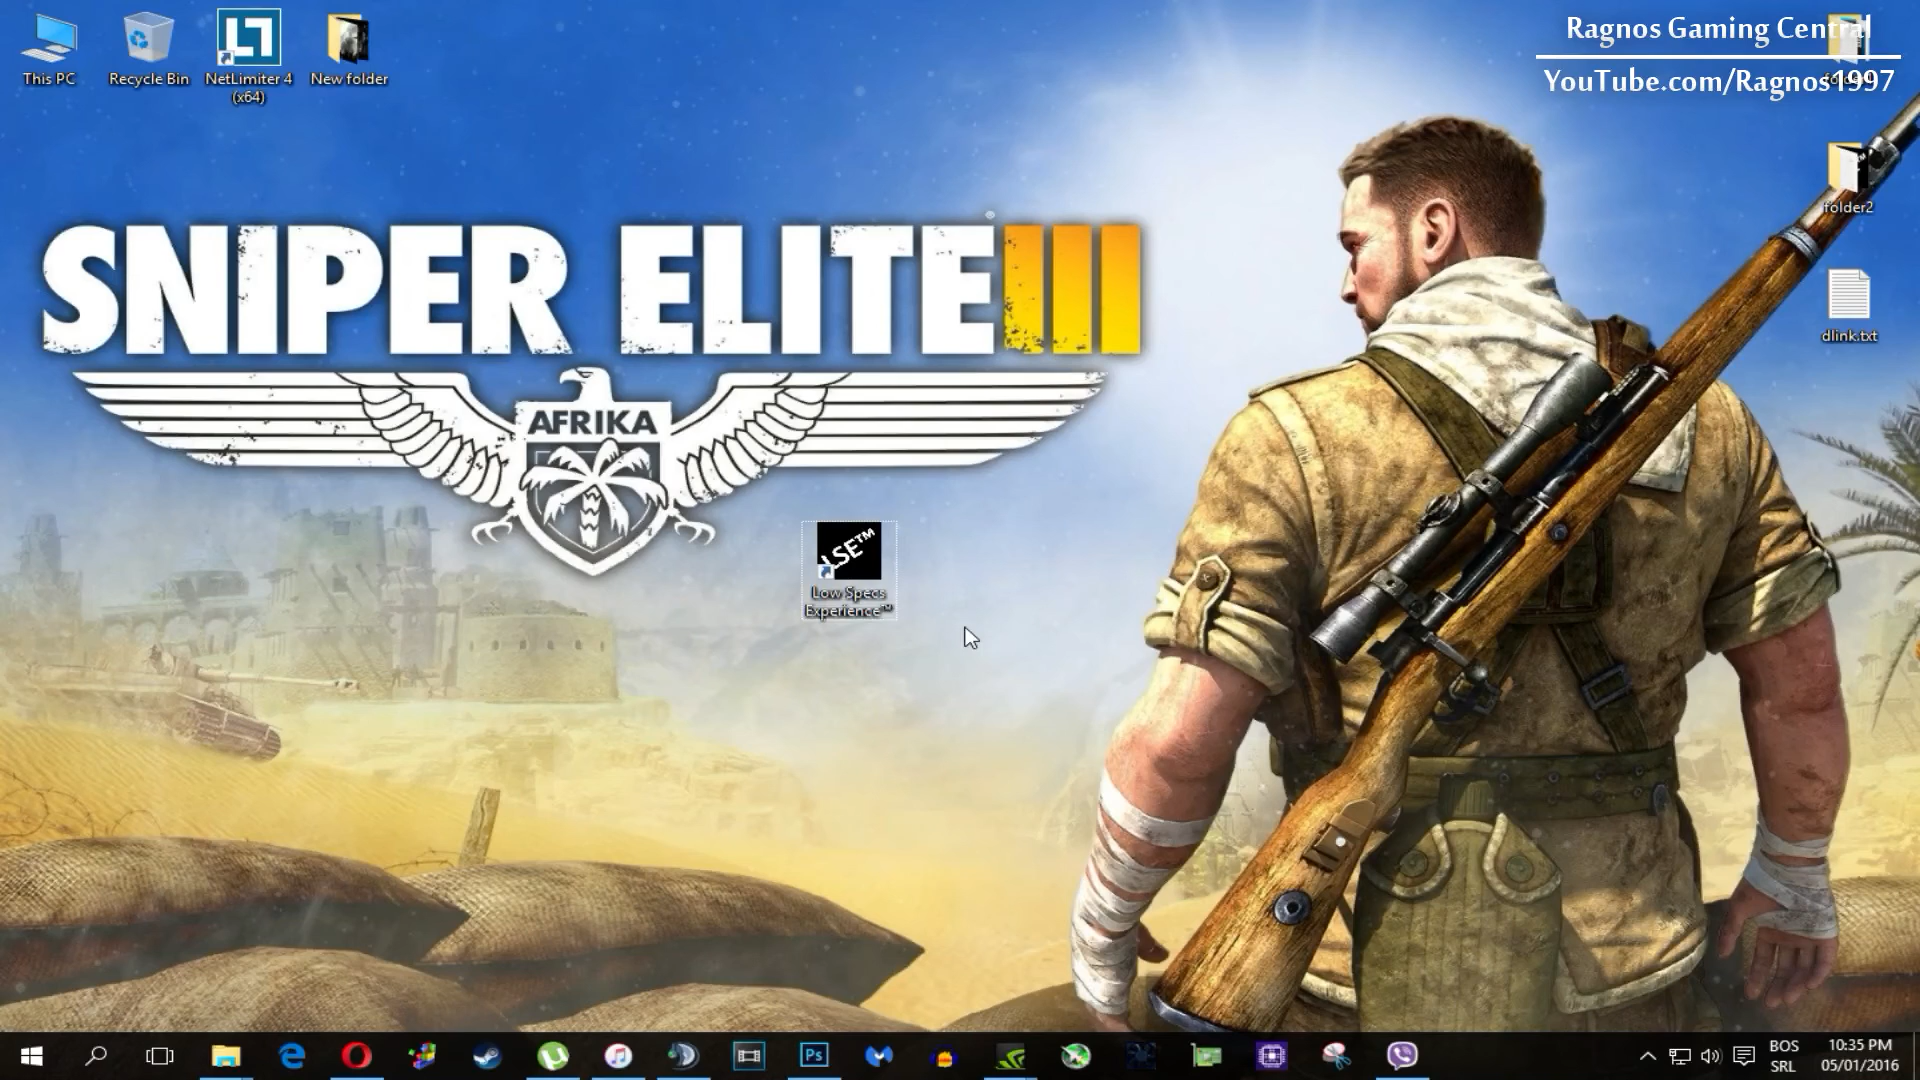 This PC
Recycle Bin
NetLimiter 4
(x64)
New folder
Ragnos Gaming Central
YouTube.com/Ragnos1997
folder2
dlink.txt
SNIPER ELITE III
AFRIKA
LSE™
Low Specs
Experience™
Ps
BOS
SRL
10:35 PM
05/01/2016